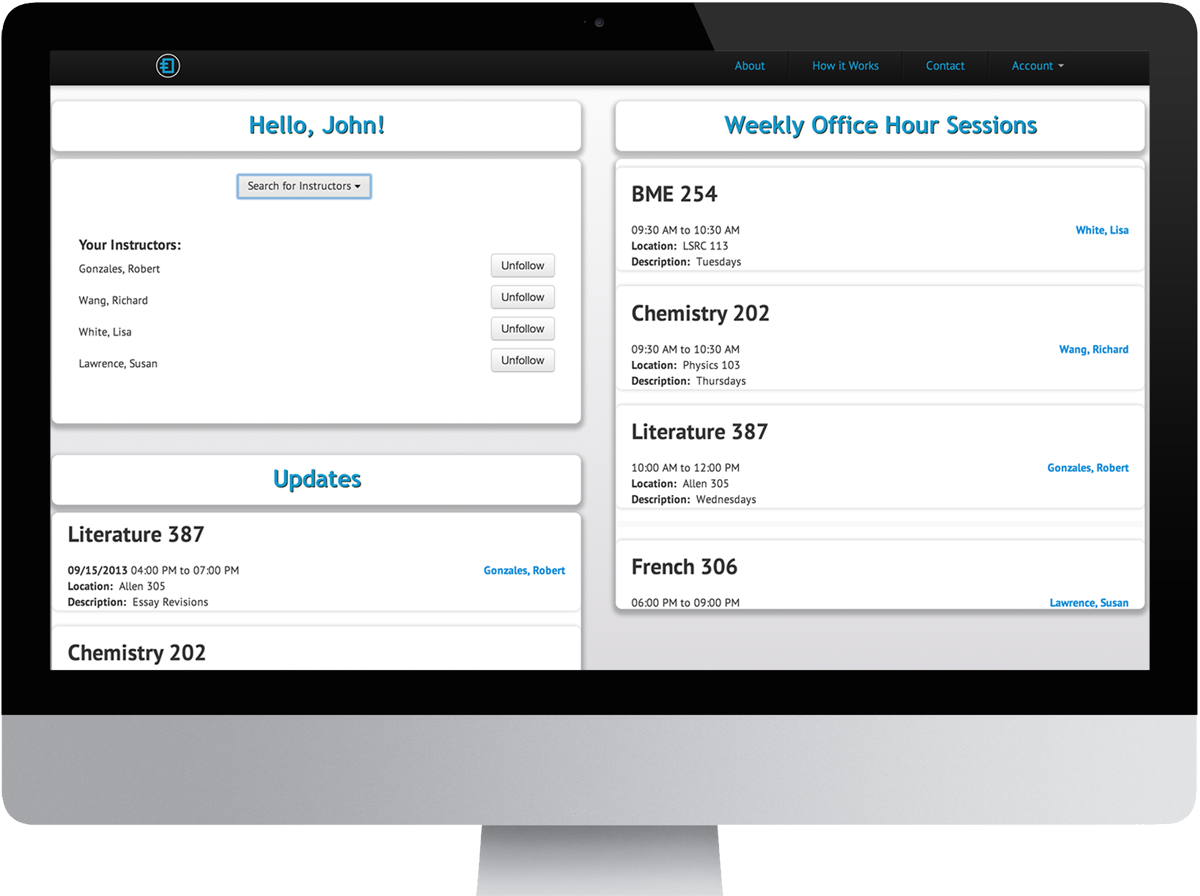 About
How it Works
Contact
Account
Hello, John!
Search for Instructors
Your Instructors:
Gonzales, Robert
Unfollow
Wang, Richard
Unfollow
White, Lisa
Unfollow
Lawrence, Susan
Unfollow
Updates
Literature 387
09/15/2013 04:00 PM to 07:00 PM
Gonzales, Robert
Location: Allen 305
Description: Essay Revisions
Chemistry 202
Weekly Office Hour Sessions
BME 254
09:30 AM to 10:30 AM
White, Lisa
Location: LSRC 113
Description: Tuesdays
Chemistry 202
09:30 AM to 10:30 AM
Wang, Richard
Location: Physics 103
Description: Thursdays
Literature 387
10:00 AM to 12:00 PM
Gonzales, Robert
Location: Allen 305
Description: Wednesdays
French 306
06:00 PM to 09:00 PM
Lawrence, Susan